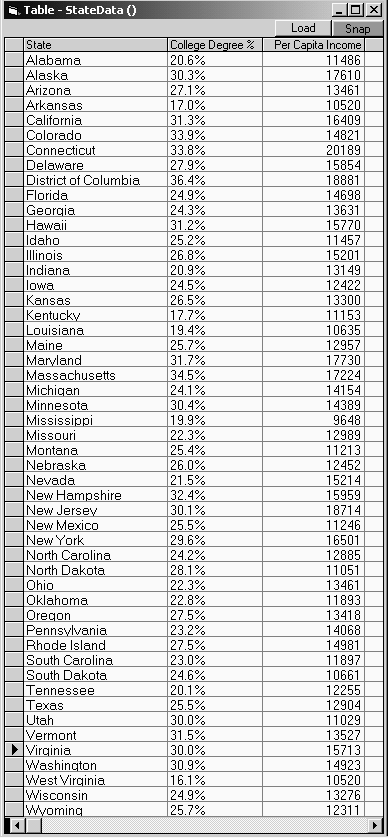 Table - StateData ()
Load Snap
State College Degree % Per Capita Income
Alabama 20.6% 11486
Alaska 30.3% 17610
Arizona 27.1% 13461
Arkansas 17.0% 10520
California 31.3% 16409
Colorado 33.9% 14821
Connecticut 33.8% 20189
Delaware 27.9% 15854
District of Columbia 36.4% 18881
Florida 24.9% 14698
Georgia 24.3% 13631
Hawaii 31.2% 15770
Idaho 25.2% 11457
Illinois 26.8% 15201
Indiana 20.9% 13149
Iowa 24.5% 12422
Kansas 26.5% 13300
Kentucky 17.7% 11153
Louisiana 19.4% 10635
Maine 25.7% 12957
Maryland 31.7% 17730
Massachusetts 34.5% 17224
Michigan 24.1% 14154
Minnesota 30.4% 14389
Mississippi 19.9% 9648
Missouri 22.3% 12989
Montana 25.4% 11213
Nebraska 26.0% 12452
Nevada 21.5% 15214
New Hampshire 32.4% 15959
New Jersey 30.1% 18714
New Mexico 25.5% 11246
New York 29.6% 16501
North Carolina 24.2% 12885
North Dakota 28.1% 11051
Ohio 22.3% 13461
Oklahoma 22.8% 11893
Oregon 27.5% 13418
Pennsylvania 23.2% 14068
Rhode Island 27.5% 14981
South Carolina 23.0% 11897
South Dakota 24.6% 10661
Tennessee 20.1% 12255
Texas 25.5% 12904
Utah 30.0% 11029
Vermont 31.5% 13527
Virginia 30.0% 15713
Washington 30.9% 14923
West Virginia 16.1% 10520
Wisconsin 24.9% 13276
Wyoming 25.7% 12311